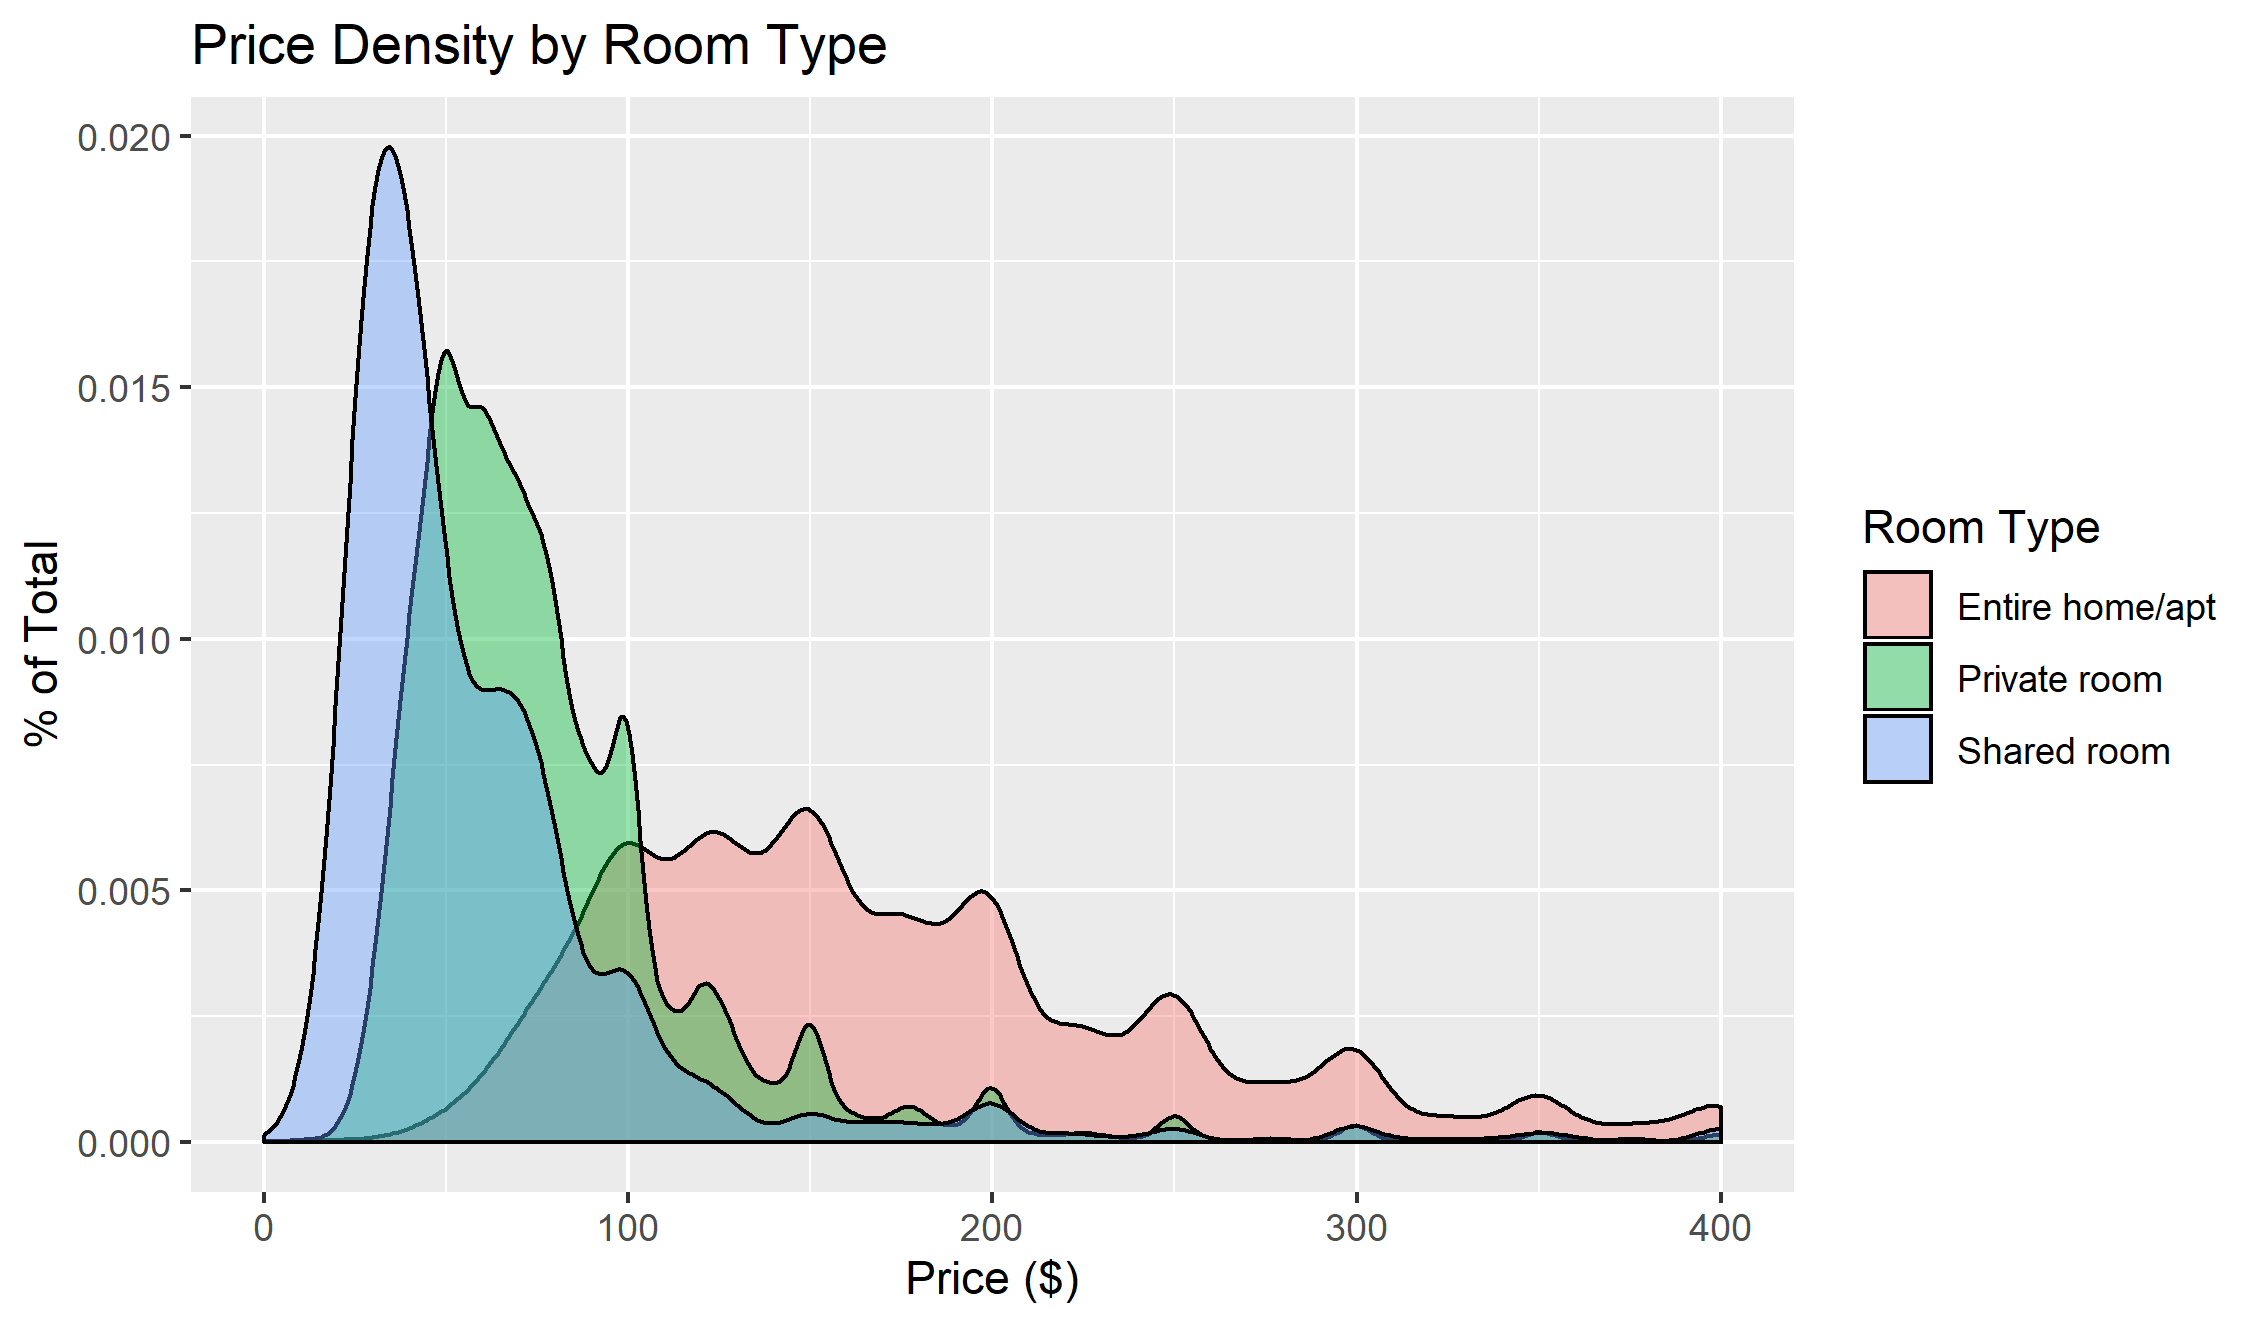 Price Density by Room Type
0.020
0.015
0.010
0.005
0.000
% of Total
0 100 200 300 400
Price ($)
Room Type
Entire home/apt
Private room
Shared room